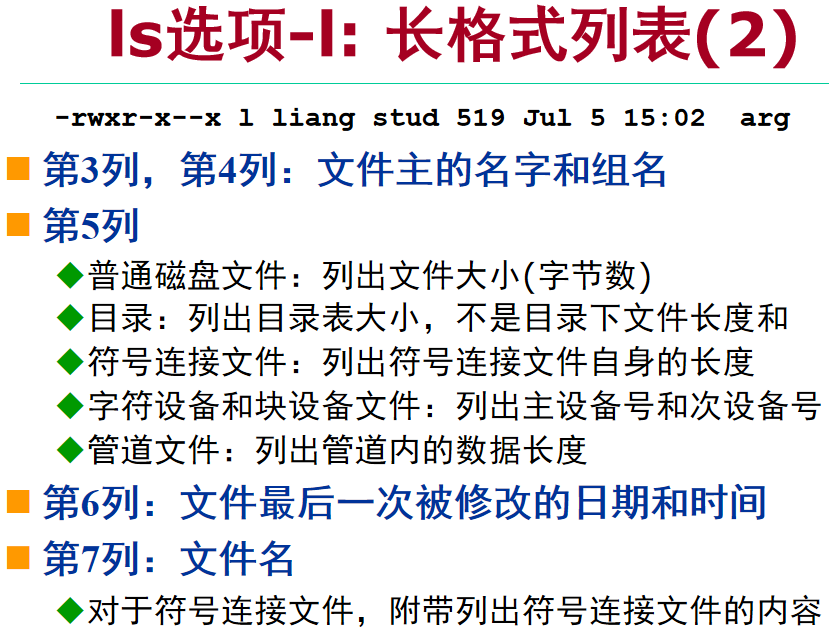 ls选项-l: 长格式列表(2)
-rwxr-x--x 1 liang stud 519 Jul 5 15:02 arg
第3列，第4列：文件主的名字和组名
第5列
普通磁盘文件：列出文件大小(字节数)
目录：列出目录表大小，不是目录下文件长度和
符号连接文件：列出符号连接文件自身的长度
字符设备和块设备文件：列出主设备号和次设备号
管道文件：列出管道内的数据长度
第6列：文件最后一次被修改的日期和时间
第7列：文件名
对于符号连接文件，附带列出符号连接文件的内容